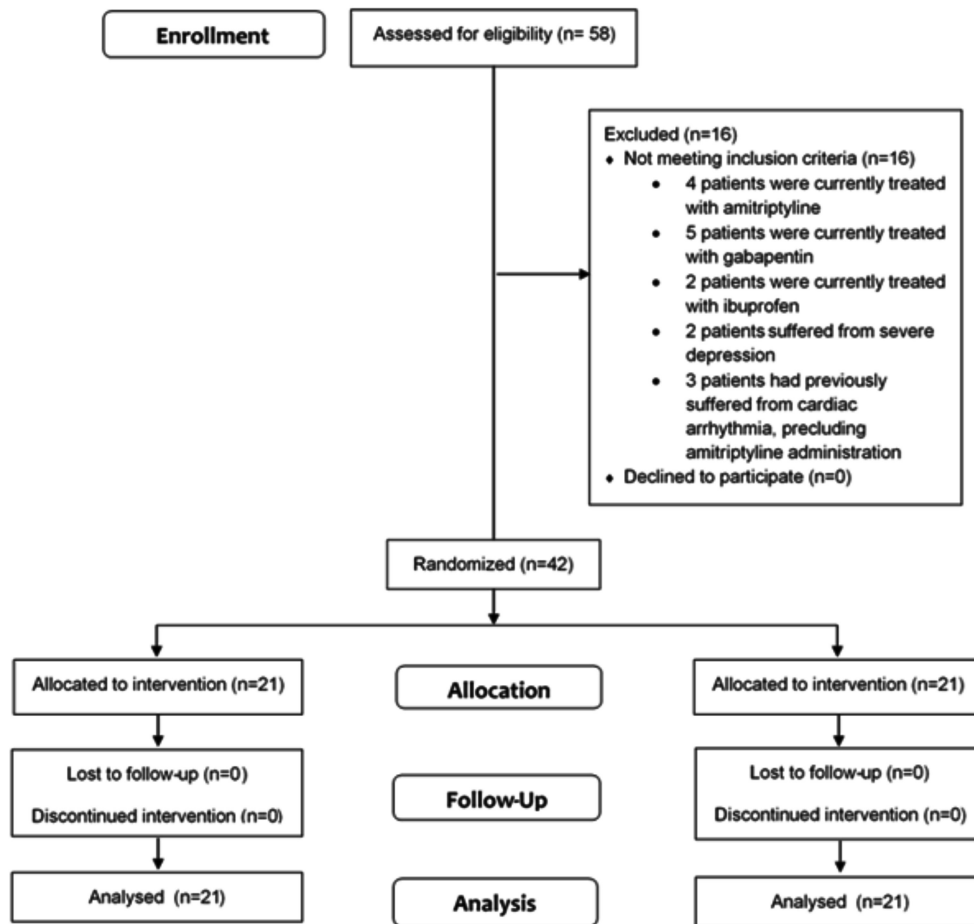 Enrollment
Assessed for eligibility (n= 58)
Excluded (n=16)
♦ Not meeting inclusion criteria (n=16)
• 4 patients were currently treated
with amitriptyline
• 5 patients were currently treated
with gabapentin
• 2 patients were currently treated
with ibuprofen
• 2 patients suffered from severe
depression
• 3 patients had previously
suffered from cardiac
arrhythmia, precluding
amitriptyline administration
♦ Declined to participate (n=0)
Randomized (n=42)
Allocated to intervention (n=21)
Allocation
Allocated to intervention (n=21)
Lost to follow-up (n=0)
Discontinued intervention (n=0)
Follow-Up
Lost to follow-up (n=0)
Discontinued intervention (n=0)
Analysed (n=21)
Analysis
Analysed (n=21)